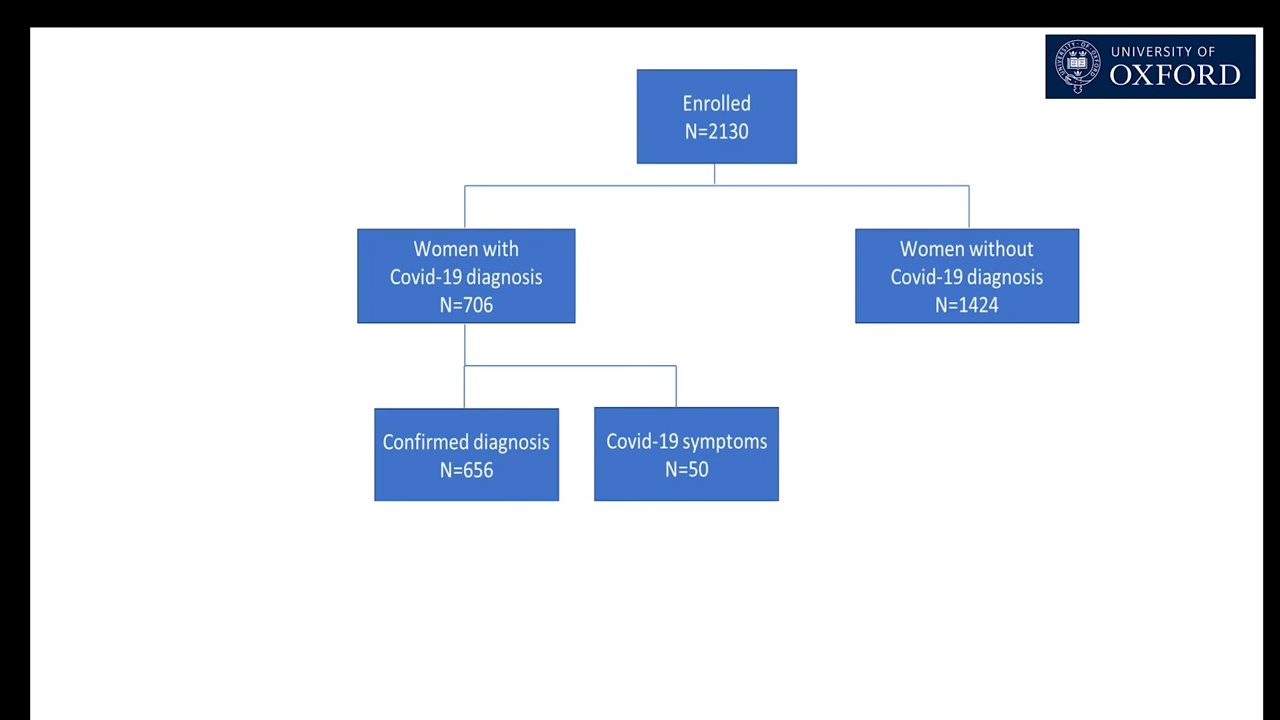 UNIVERSITY OF
OXFORD
Enrolled
N=2130
Women with
Covid-19 diagnosis
N=706
Women without
Covid-19 diagnosis
N=1424
Confirmed diagnosis
N=656
Covid-19 symptoms
N=50